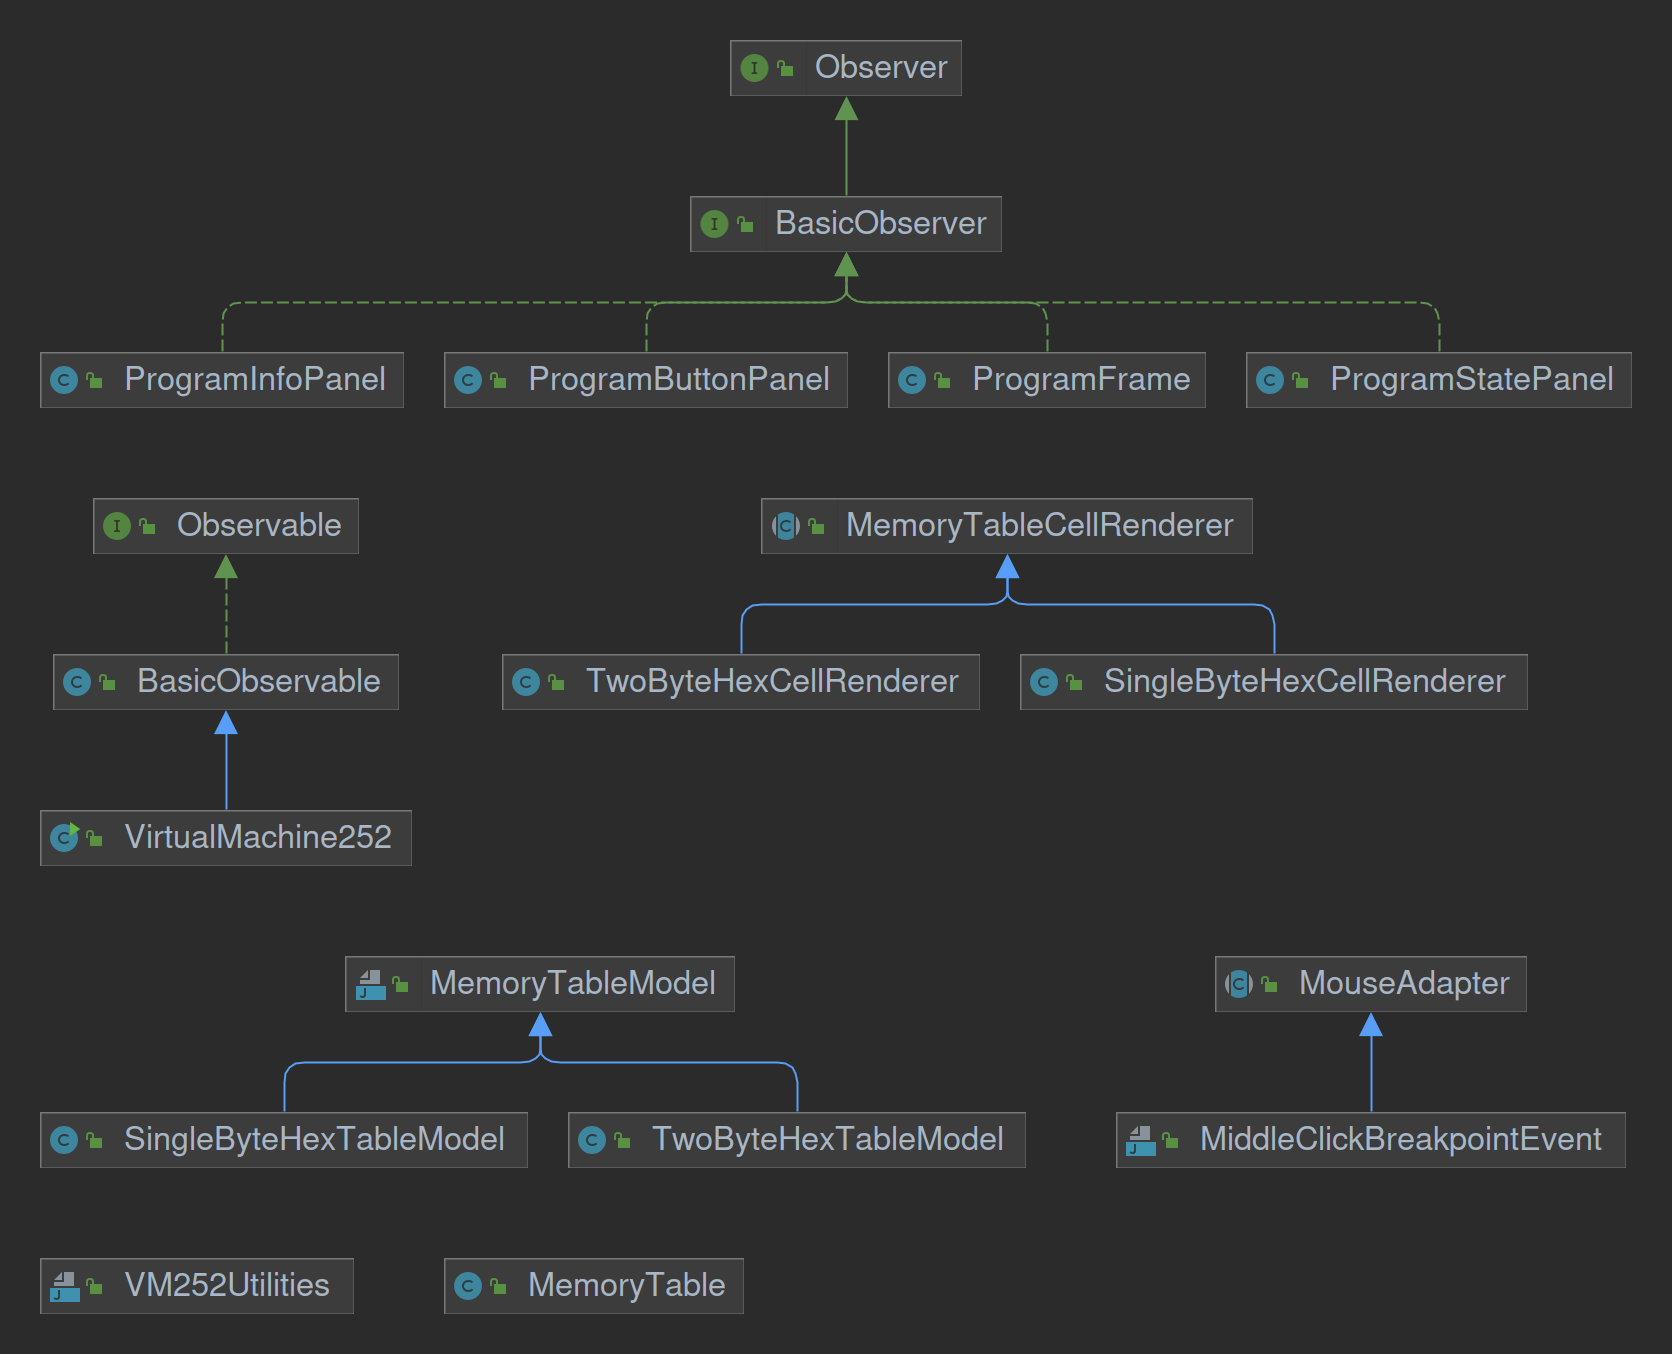 Observer
BasicObserver
ProgramInfoPanel
ProgramButtonPanel
ProgramFrame
ProgramStatePanel
Observable
MemoryTableCellRenderer
BasicObservable
TwoByteHexCellRenderer
SingleByteHexCellRenderer
VirtualMachine252
MemoryTableModel
MouseAdapter
SingleByteHexTableModel
TwoByteHexTableModel
MiddleClickBreakpointEvent
VM252Utilities
MemoryTable